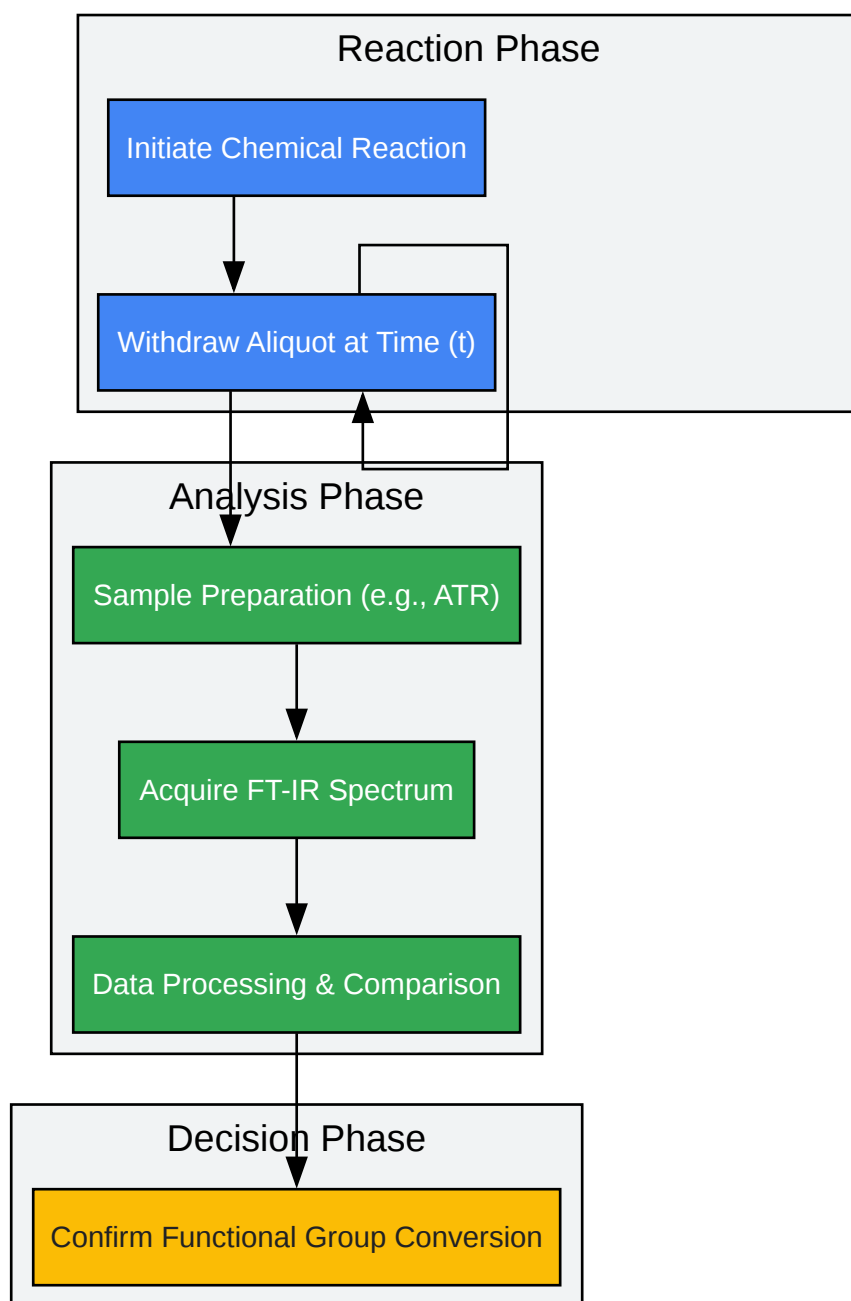 Reaction Phase
Initiate Chemical Reaction
Withdraw Aliquot at Time (t)
Analysis Phase
Sample Preparation (e.g., ATR)
Acquire FT-IR Spectrum
Data Processing & Comparison
Decision Phase
Confirm Functional Group Conversion